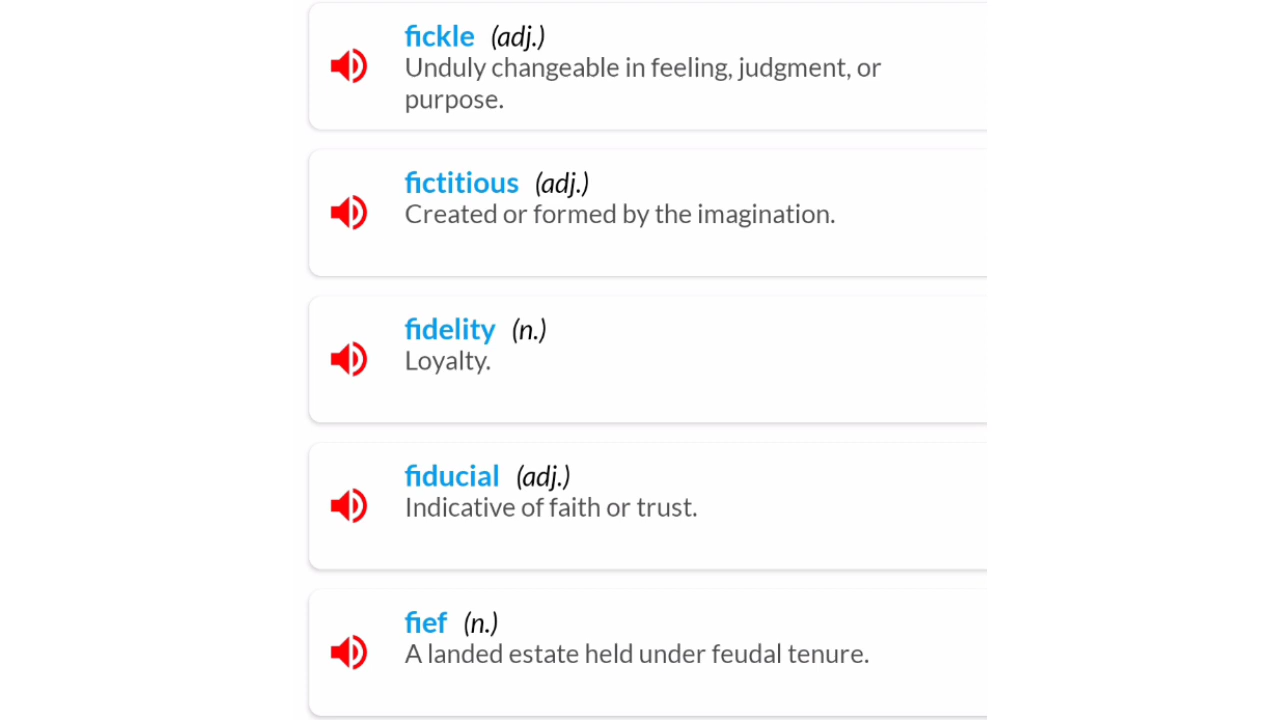 fickle (adj.)
Unduly changeable in feeling, judgment, or
purpose.
fictitious (adj.)
Created or formed by the imagination.
fidelity (n.)
Loyalty.
fiducial (adj.)
Indicative of faith or trust.
fief (n.)
A landed estate held under feudal tenure.